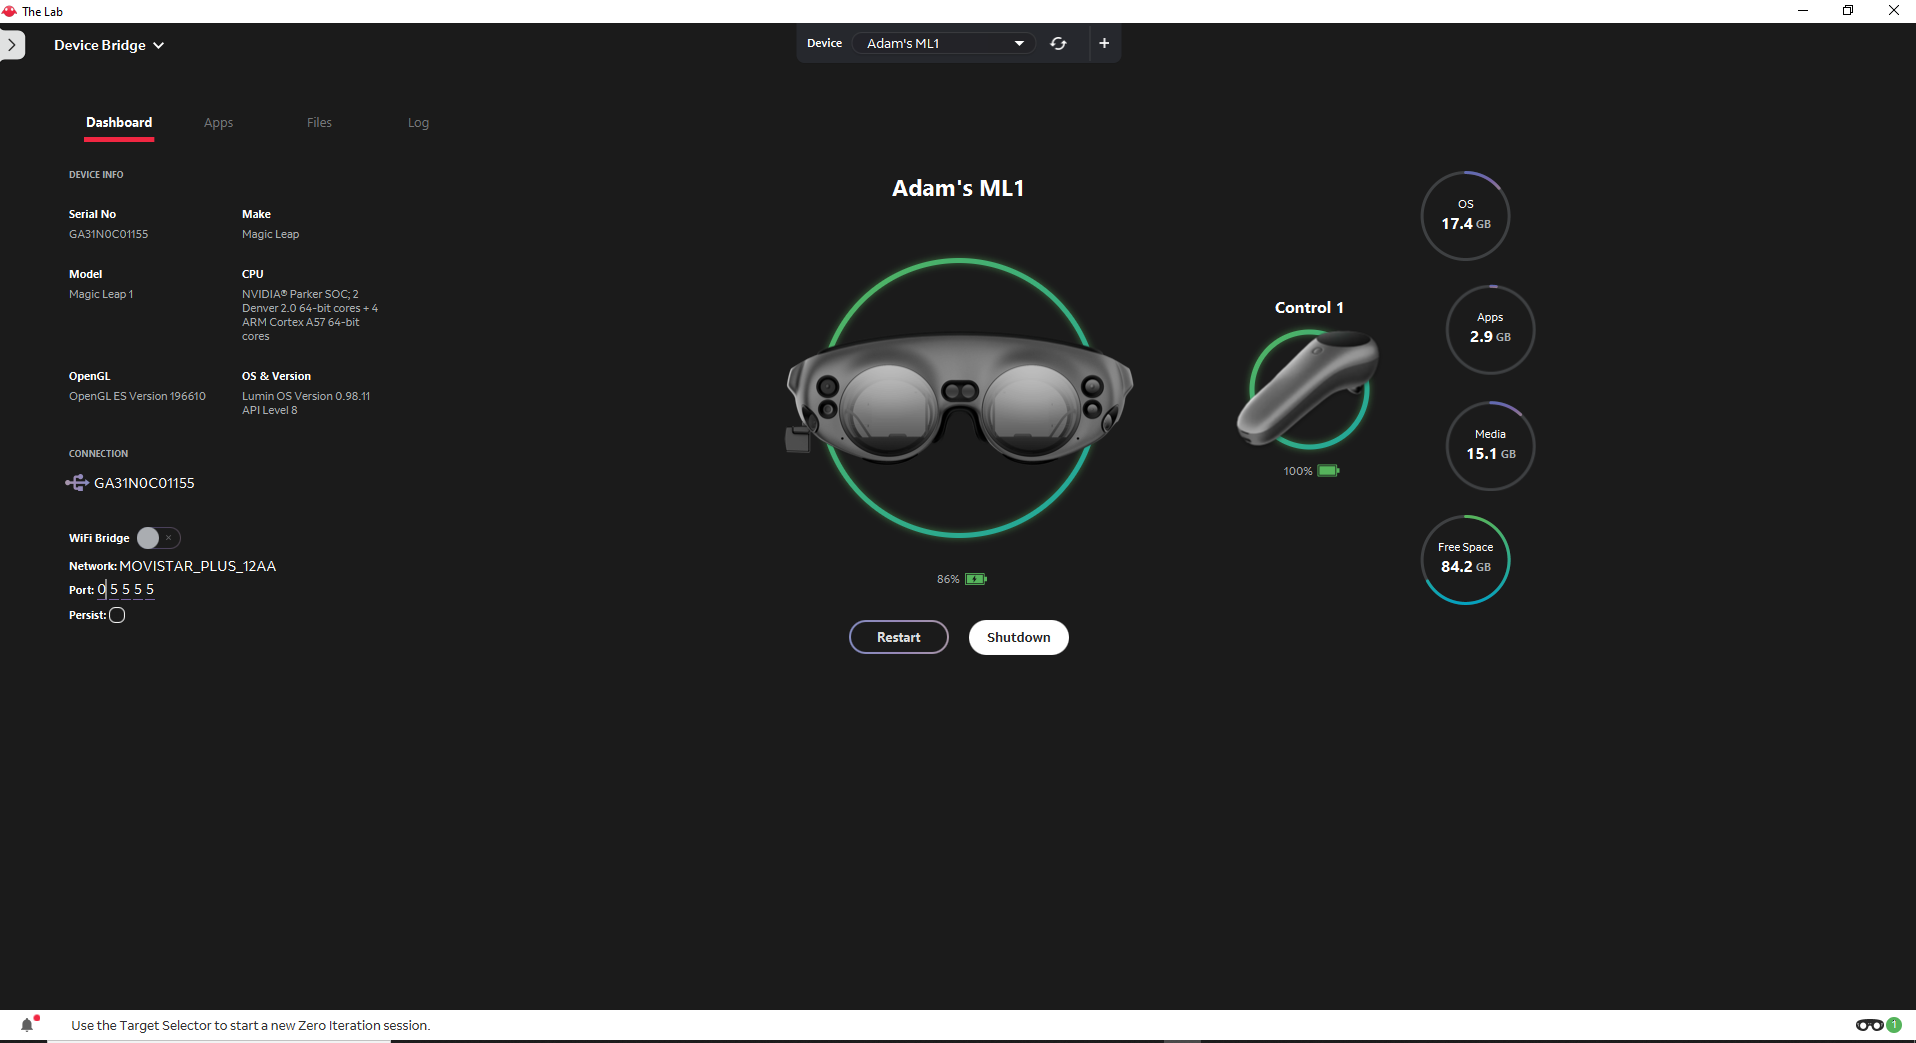 The Lab
Device Bridge
Device Adam's ML1 +
Dashboard Apps Files Log
DEVICE INFO
Serial No
GA31N0C01155
Make
Magic Leap
Model
Magic Leap 1
CPU
NVIDIA® Parker SOC; 2
Denver 2.0 64-bit cores + 4
ARM Cortex A57 64-bit
cores
OpenGL
OpenGL ES Version 196610
OS & Version
Lumin OS Version 0.98.11
API Level 8
CONNECTION
GA31N0C01155
WiFi Bridge
Network: MOVISTAR_PLUS_12AA
Port: 05555
Persist:
Adam's ML1
86%
Restart
Shutdown
Control 1
100%
OS
17.4 GB
Apps
2.9 GB
Media
15.1 GB
Free Space
84.2 GB
Use the Target Selector to start a new Zero Iteration session.
1